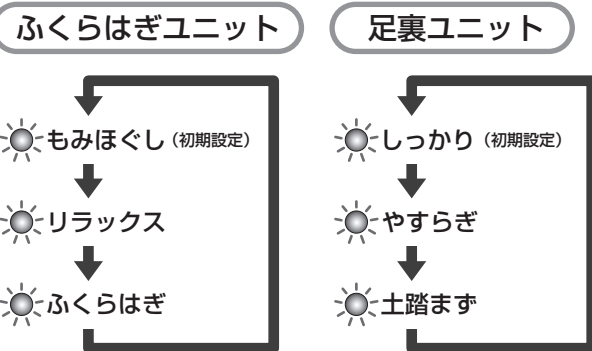 ふくらはぎユニット
もみほぐし（初期設定）
リラックス
ふくらはぎ
足裏ユニット
しっかり（初期設定）
やすらぎ
土踏まず